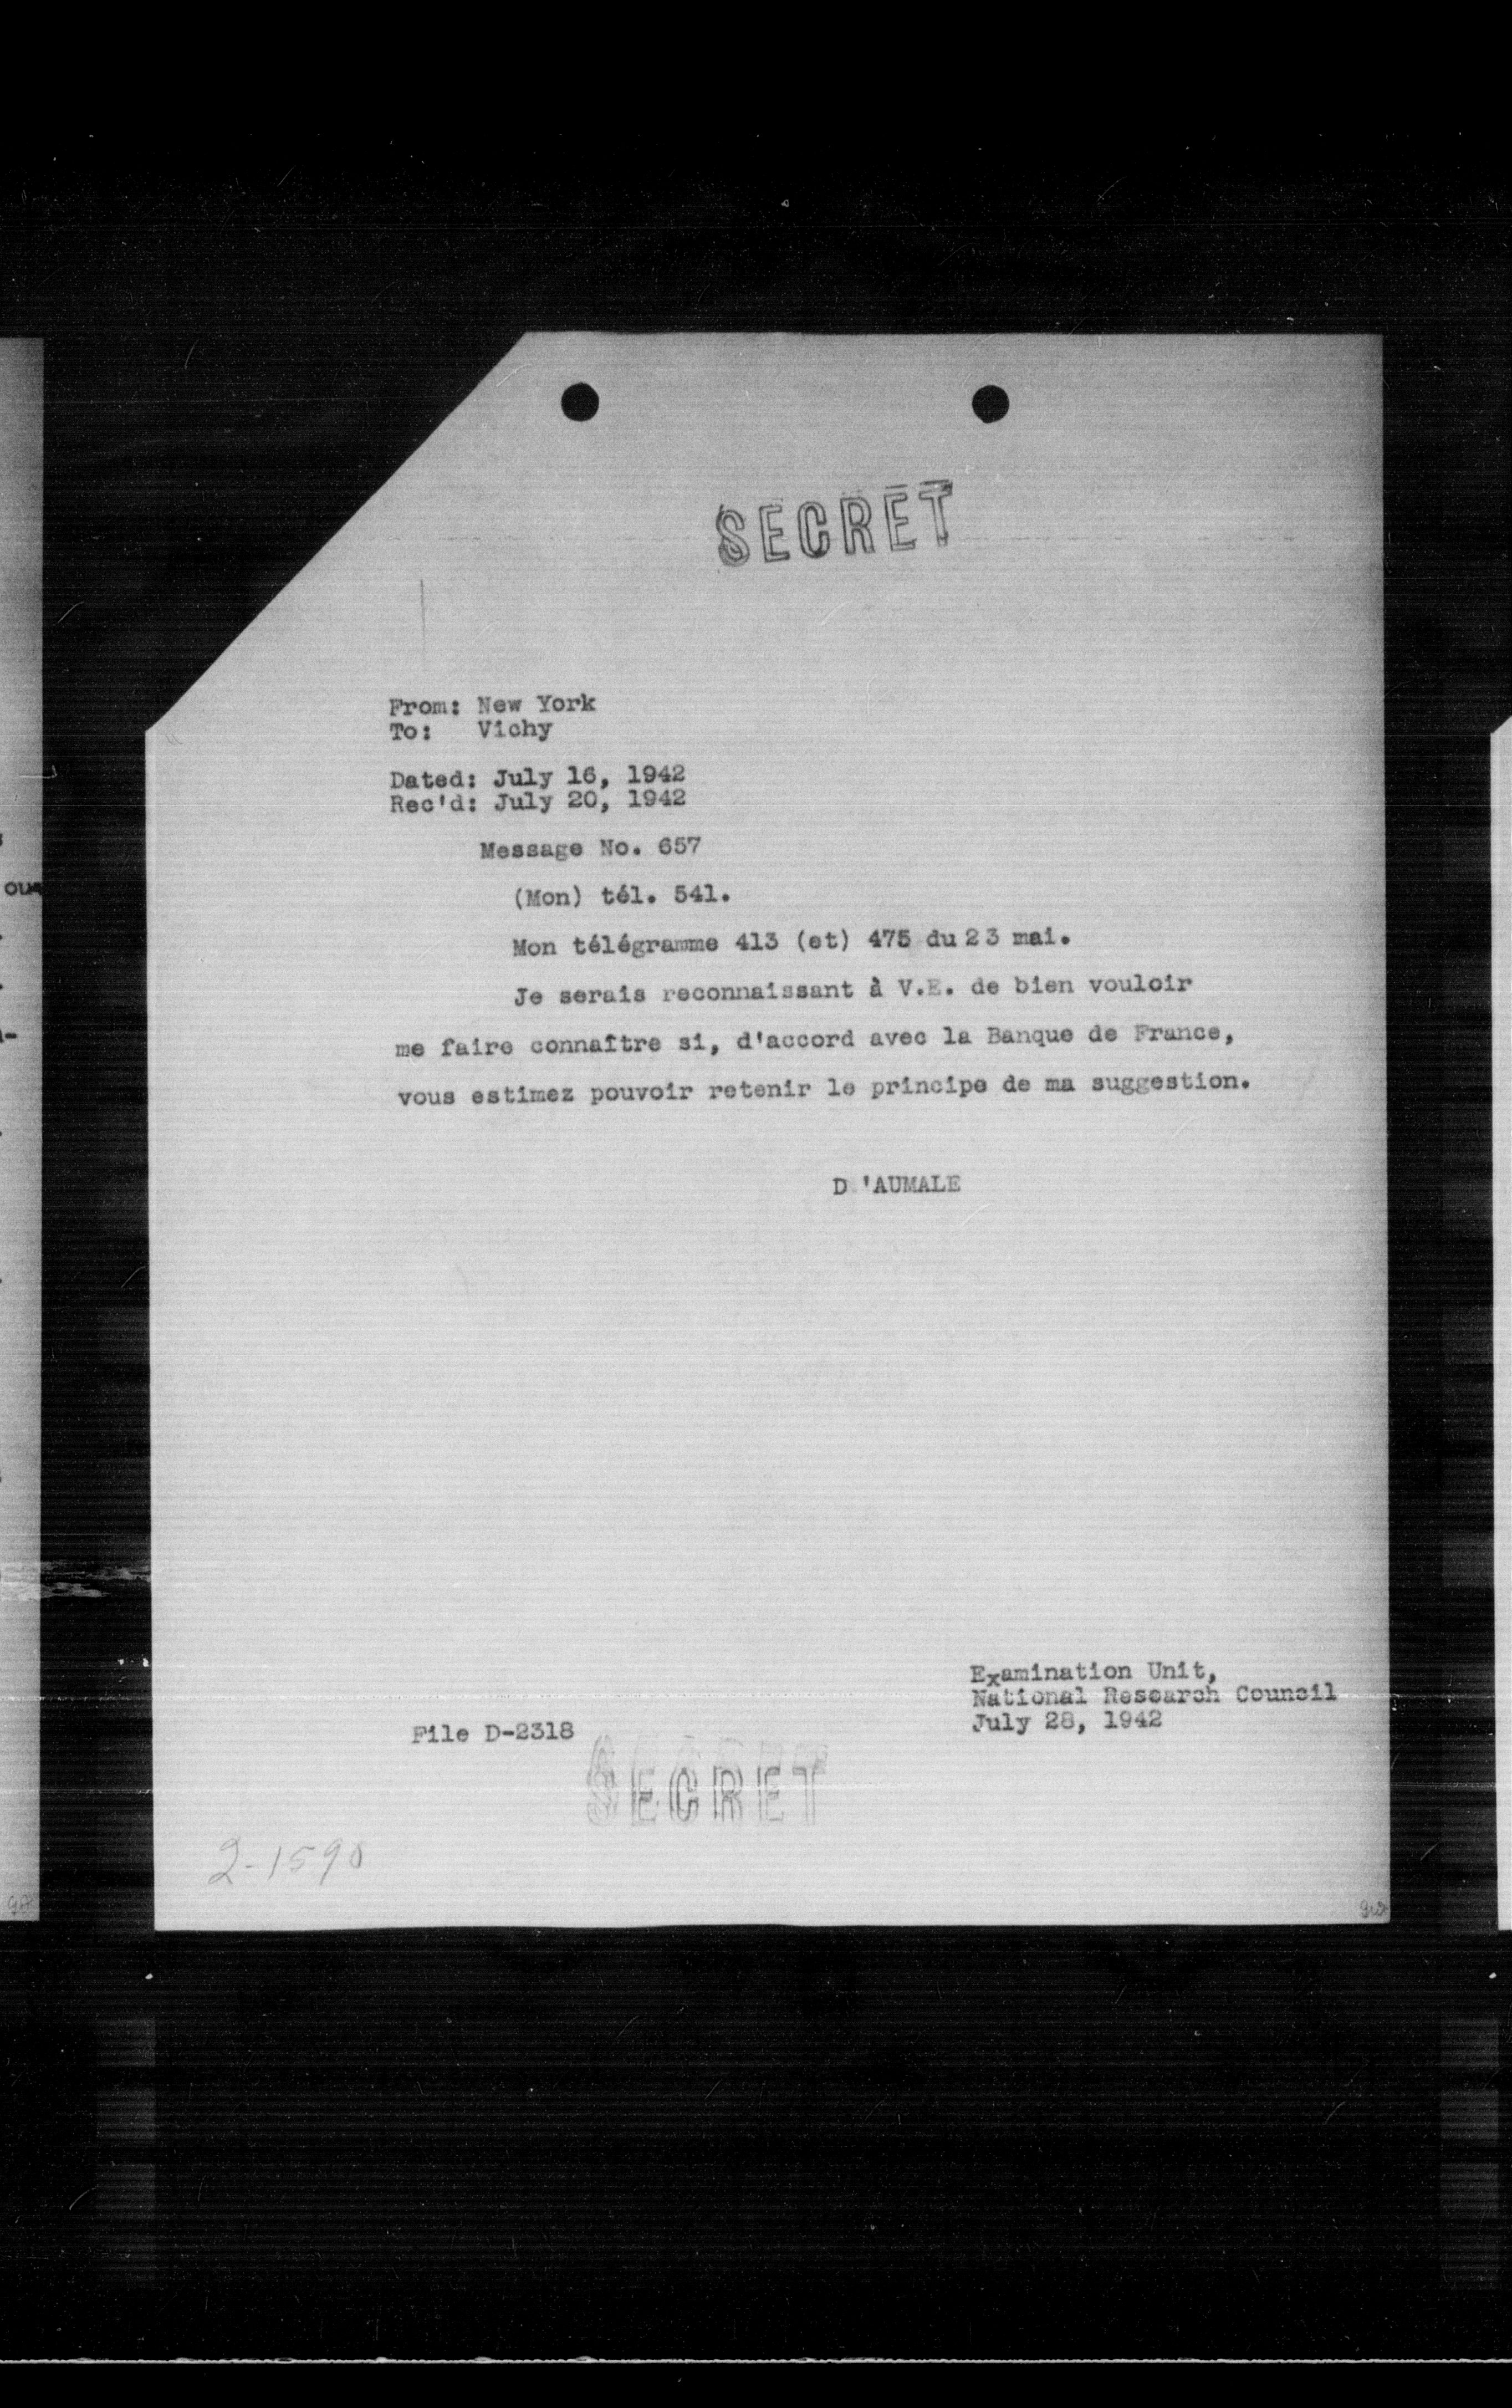 SECRET
From: New York
To: Vichy
Dated: July 16, 1942
Rec'd: July 20, 1942
Message No. 657
(Mon) tél. 541.
Mon télégramme 413 (et) 475 du 23 mai.
Je serais reconnaissant à V.E. de bien vouloir
me faire connaître si, d'accord avec la Banque de France,
vous estimez pouvoir retenir le principe de ma suggestion.
D'AUMALE
Examination Unit,
National Research Council
July 28, 1942
File D-2318
SECRET
2-1590